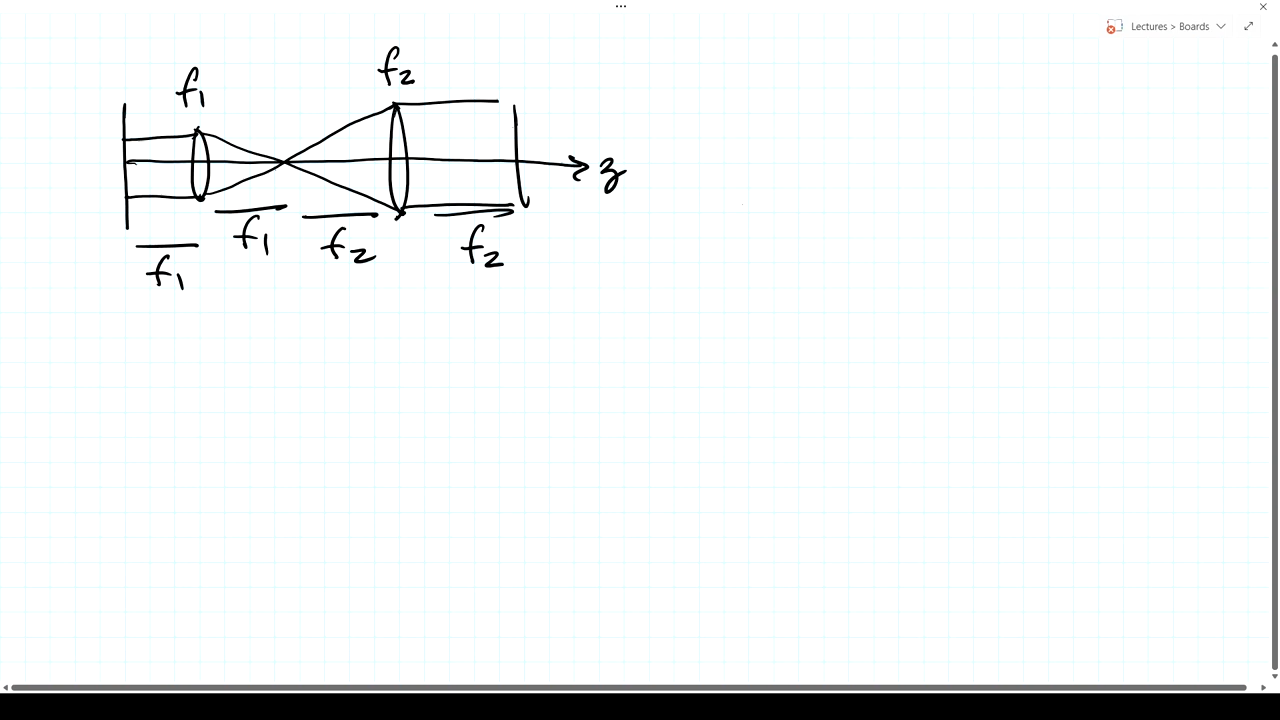 Lectures > Boards
f₁ f₂
z
f₁ f₂ f₂
f₁